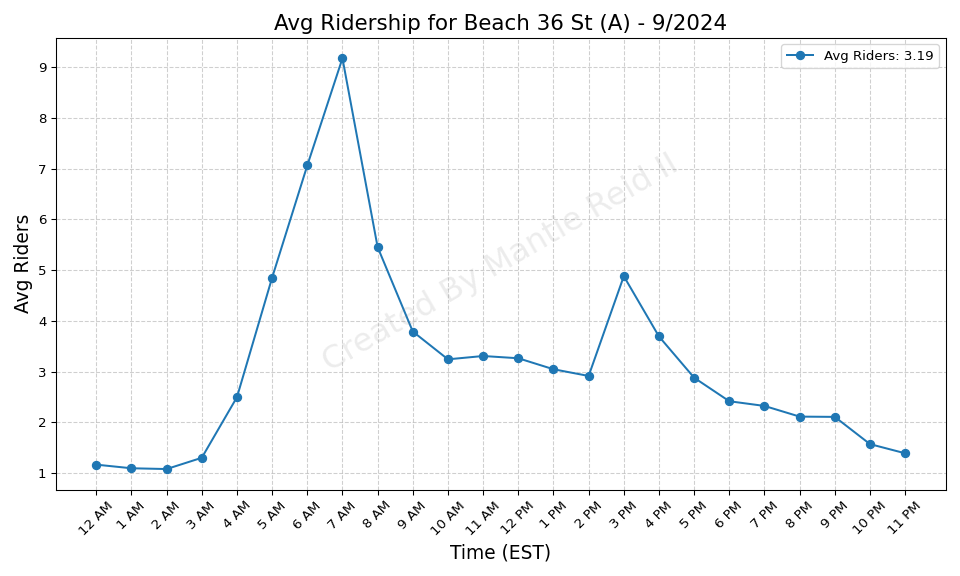 Avg Ridership for Beach 36 St (A) - 9/2024
Avg Riders: 3.19
Avg Riders
9
8
7
6
5
4
3
2
1
Created By Mantle Reid II
12 AM
1 AM
2 AM
3 AM
4 AM
5 AM
6 AM
7 AM
8 AM
9 AM
10 AM
11 AM
12 PM
1 PM
2 PM
3 PM
4 PM
5 PM
6 PM
7 PM
8 PM
9 PM
10 PM
11 PM
Time (EST)